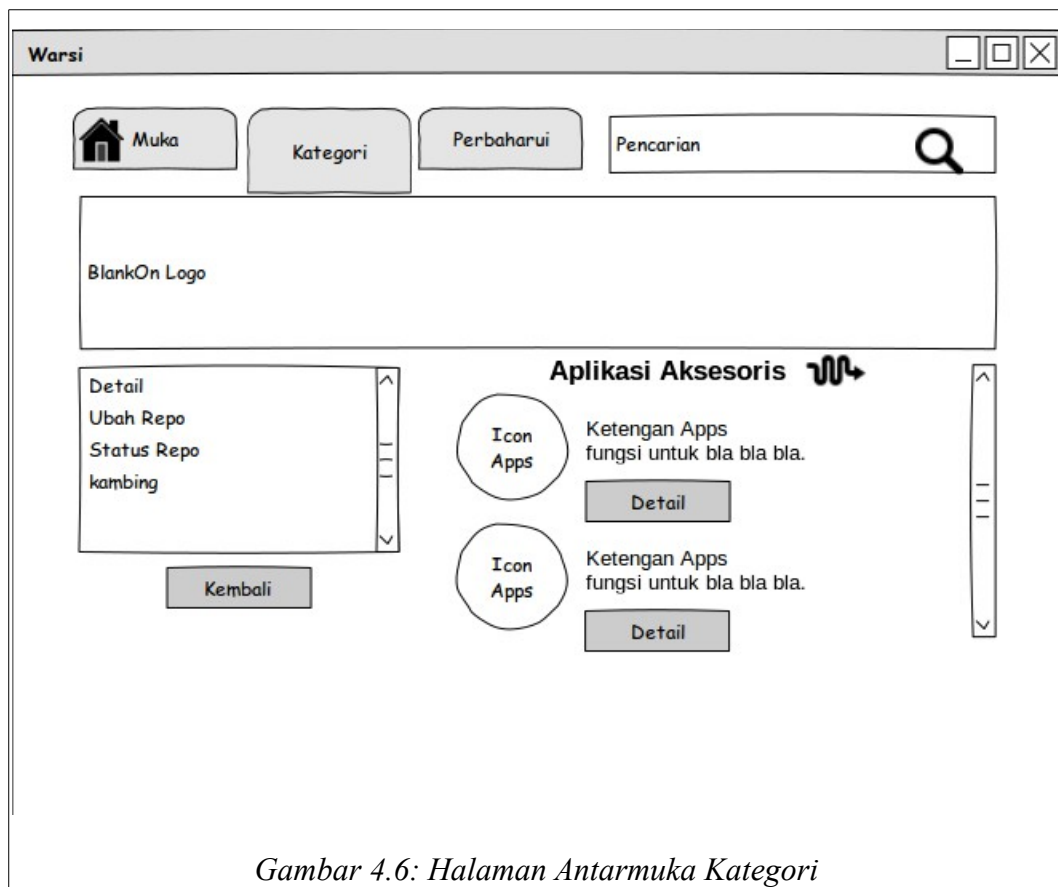 Warsi
Muka
Kategori
Perbaharui
Pencarian
BlankOn Logo
Detail
Ubah Repo
Status Repo
kambing
Kembali
Aplikasi Aksesoris
Icon
Apps
Ketengan Apps
fungsi untuk bla bla bla.
Detail
Icon
Apps
Ketengan Apps
fungsi untuk bla bla bla.
Detail
Gambar 4.6: Halaman Antarmuka Kategori